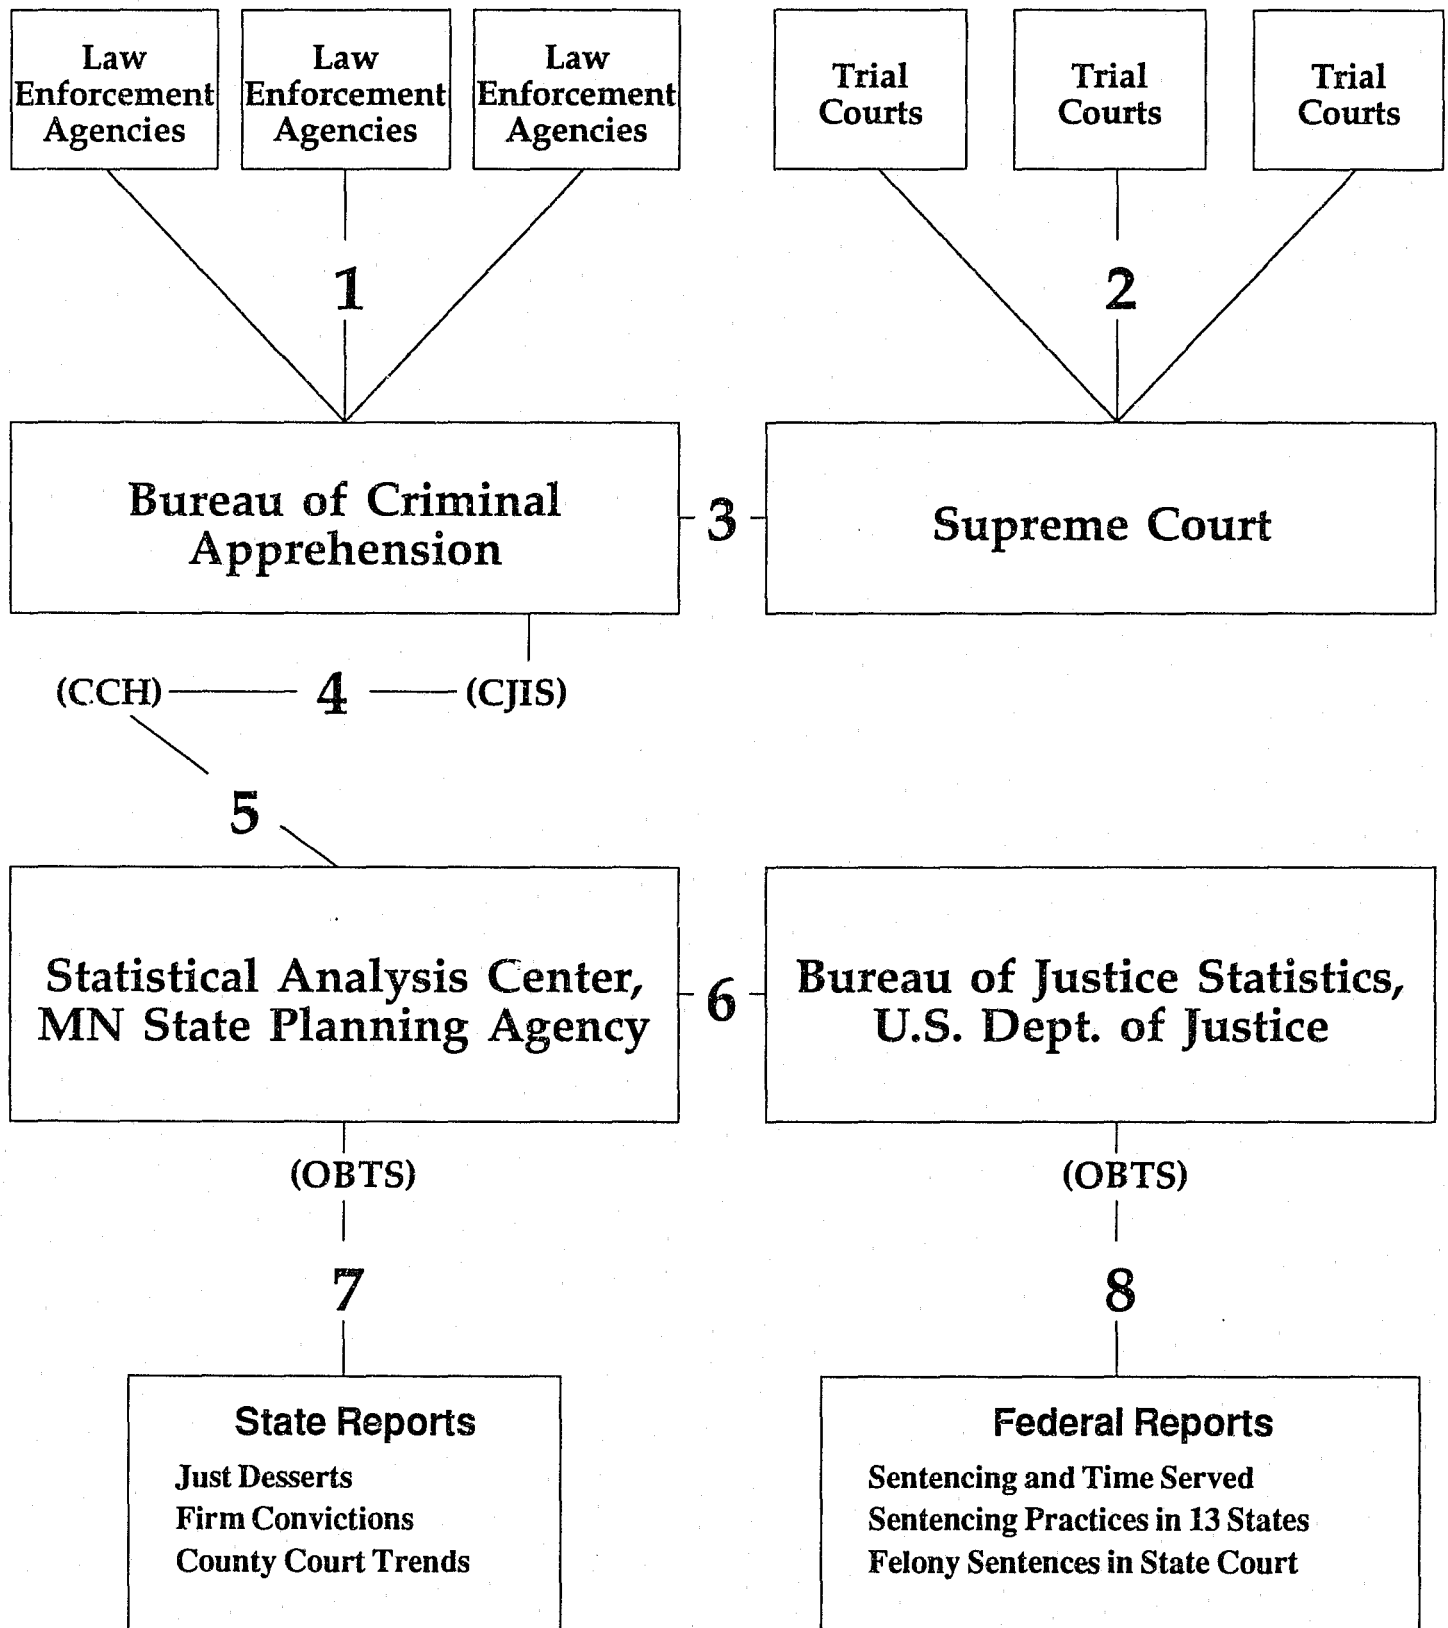 Law
Enforcement
Agencies
Law
Enforcement
Agencies
Law
Enforcement
Agencies
Trial
Courts
Trial
Courts
Trial
Courts
1
2
Bureau of Criminal
Apprehension
3
Supreme Court
(CCH)
4
(CJIS)
5
Statistical Analysis Center,
MN State Planning Agency
6
Bureau of Justice Statistics,
U.S. Dept. of Justice
(OBTS)
(OBTS)
7
8
State Reports
Just Desserts
Firm Convictions
County Court Trends
Federal Reports
Sentencing and Time Served
Sentencing Practices in 13 States
Felony Sentences in State Court